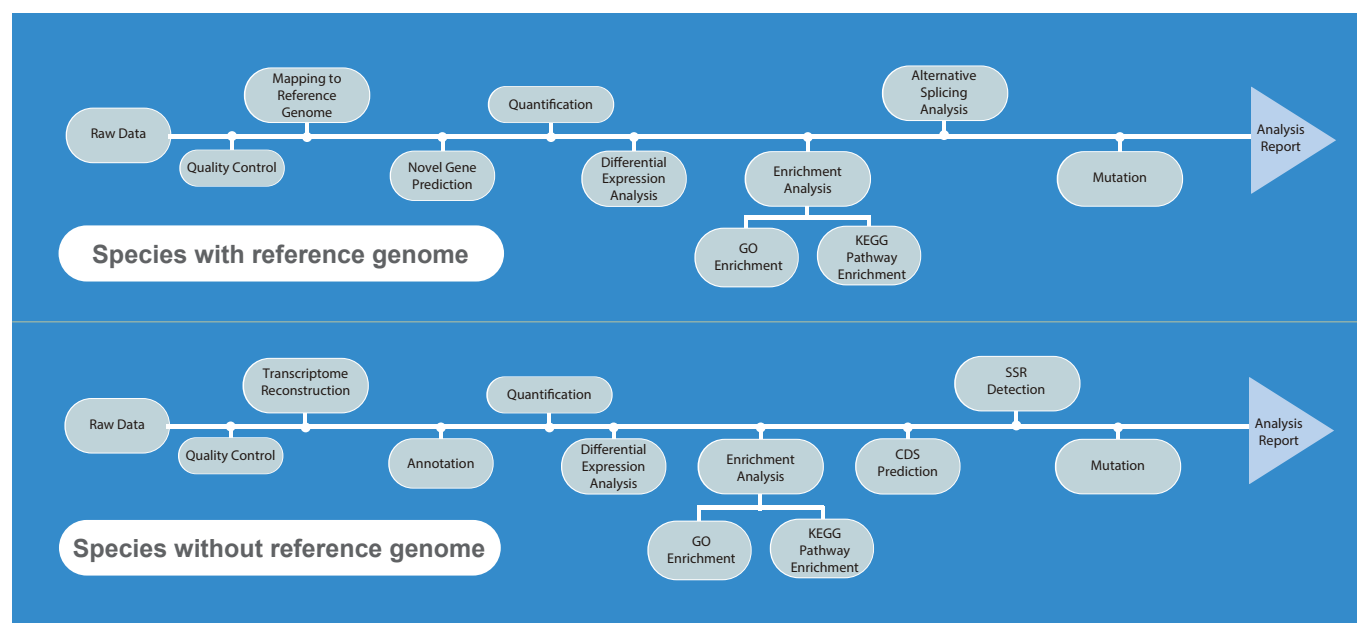 Raw Data
Quality Control
Mapping to
Reference
Genome
Novel Gene
Prediction
Quantification
Differential
Expression
Analysis
Enrichment
Analysis
GO
Enrichment
KEGG
Pathway
Enrichment
Alternative
Splicing
Analysis
Mutation
Analysis
Report
Species with reference genome
Raw Data
Quality Control
Transcriptome
Reconstruction
Annotation
Quantification
Differential
Expression
Analysis
Enrichment
Analysis
GO
Enrichment
KEGG
Pathway
Enrichment
CDS
Prediction
SSR
Detection
Mutation
Analysis
Report
Species without reference genome